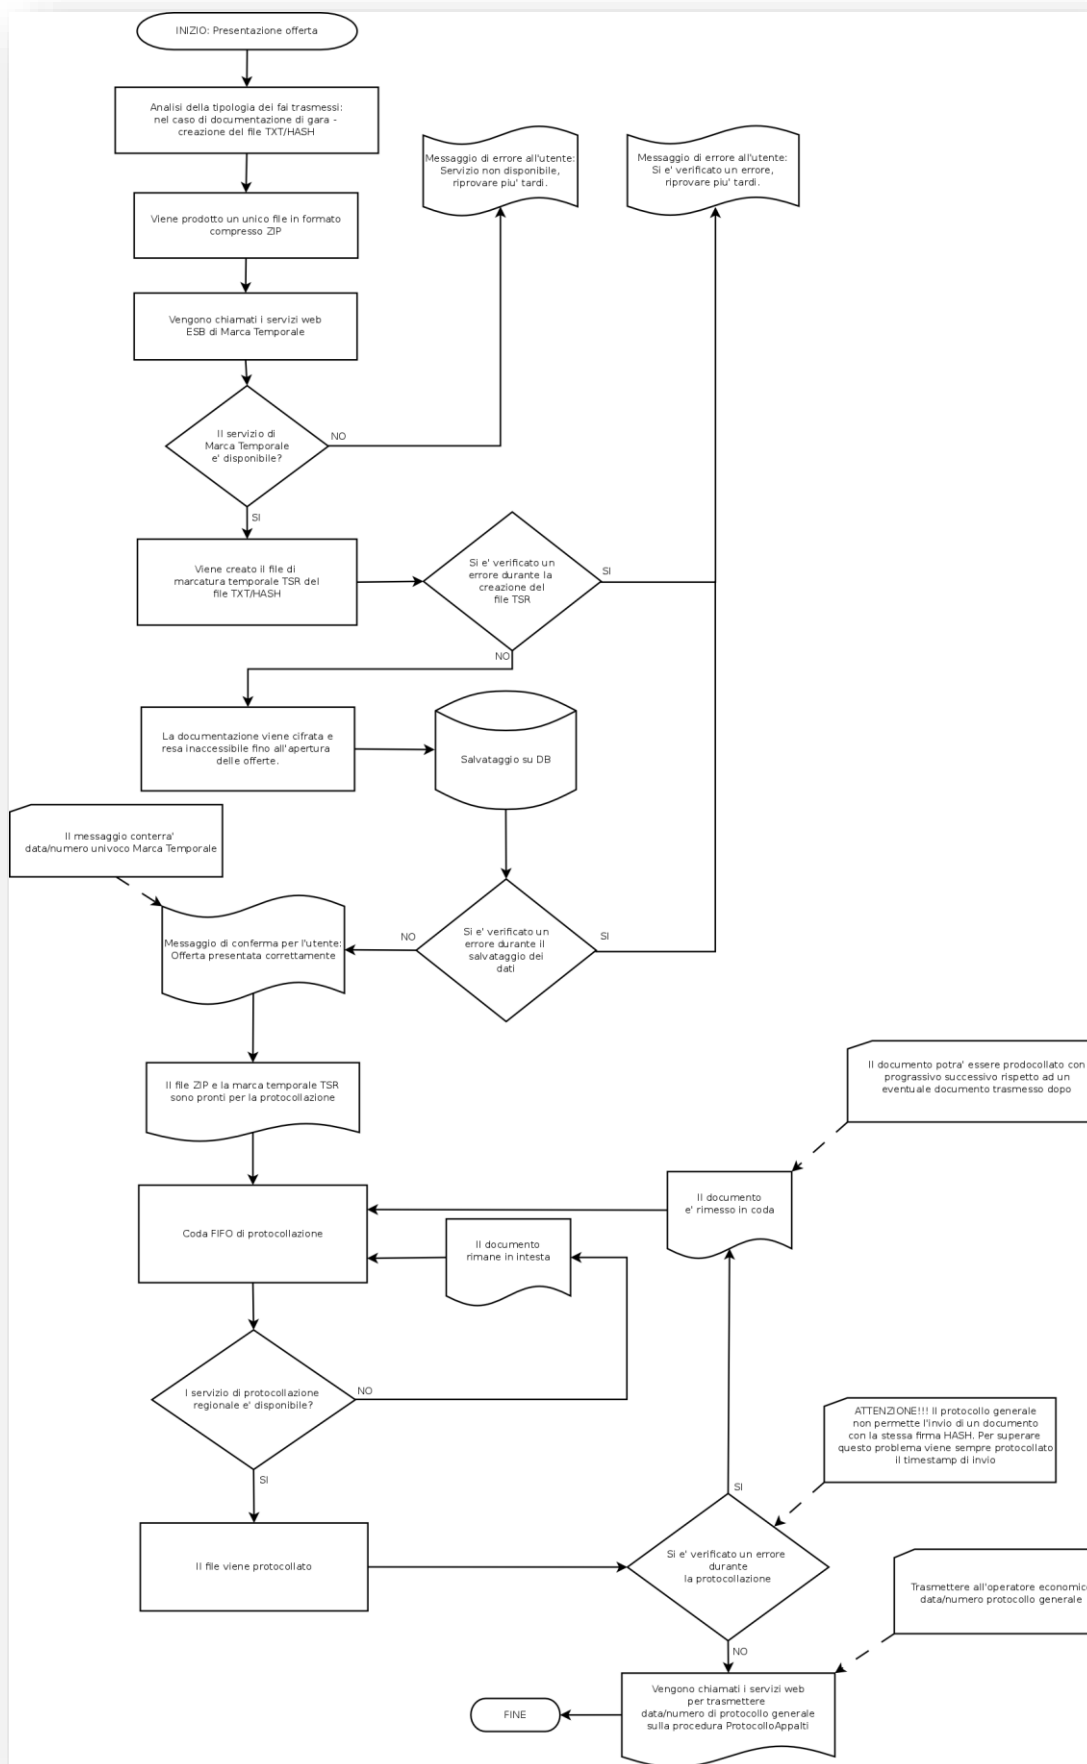 INIZIO: Presentazione offerta
Analisi della tipologia dei fai trasmessi:
nel caso di documentazione di gara -
creazione del file TXT/HASH
Messaggio di errore all'utente:
Servizio non disponibile,
riprovare piu' tardi.
Messaggio di errore all'utente:
Si e' verificato un errore,
riprovare piu' tardi.
Viene prodotto un unico file in formato
compresso ZIP
Vengono chiamati i servizi web
ESB di Marca Temporale
Il servizio di
Marca Temporale
e' disponibile?
NO
SI
Viene creato il file di
marcatura temporale TSR del
file TXT/HASH
Si e' verificato un
errore durante la
creazione del
file TSR
SI
NO
La documentazione viene cifrata e
resa inaccessibile fino all'apertura
delle offerte.
Salvataggio su DB
Il messaggio conterra'
data/numero univoco Marca Temporale
Si e' verificato un
errore durante il
salvataggio dei
dati
NO
SI
Messaggio di conferma per l'utente:
Offerta presentata correttamente
Il file ZIP e la marca temporale TSR
sono pronti per la protocollazione
Il documento potra' essere prodocollato con
prograssivo successivo rispetto ad un
eventuale documento trasmesso dopo
Il documento
e' rimesso in coda
Coda FIFO di protocollazione
Il documento
rimane in intesta
I servizio di protocollazione
regionale e' disponibile?
NO
SI
ATTENZIONE!!! Il protocollo generale
non permette l'invio di un documento
con la stessa firma HASH. Per superare
questo problema viene sempre protocollato
il timestamp di invio
SI
Il file viene protocollato
Si e' verificato un errore
durante
la protocollazione
NO
Trasmettere all'operatore economico
data/numero protocollo generale
Vengono chiamati i servizi web
per trasmettere
data/numero di protocollo generale
sulla procedura ProtocolloAppalti
FINE